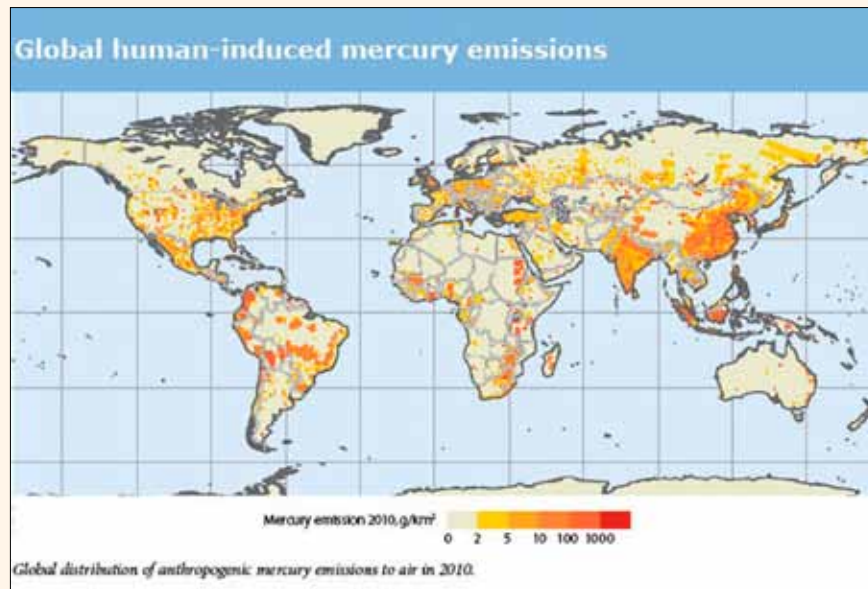 Global human-induced mercury emissions
Mercury emission 2010, g/km²
0 2 5 10 100 1000
Global distribution of anthropogenic mercury emissions to air in 2010.